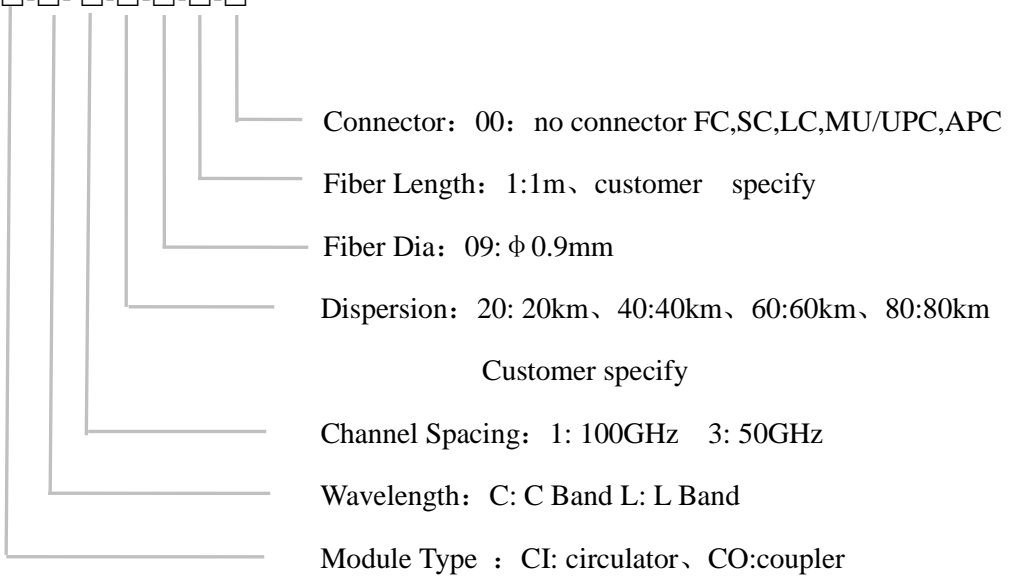 □-□-□-□-□-□-□
Connector：00：no connector FC,SC,LC,MU/UPC,APC
Fiber Length：1:1m、customer specify
Fiber Dia：09:φ0.9mm
Dispersion：20: 20km、40:40km、60:60km、80:80km
Customer specify
Channel Spacing：1: 100GHz 3: 50GHz
Wavelength：C: C Band L: L Band
Module Type ：CI: circulator、CO:coupler